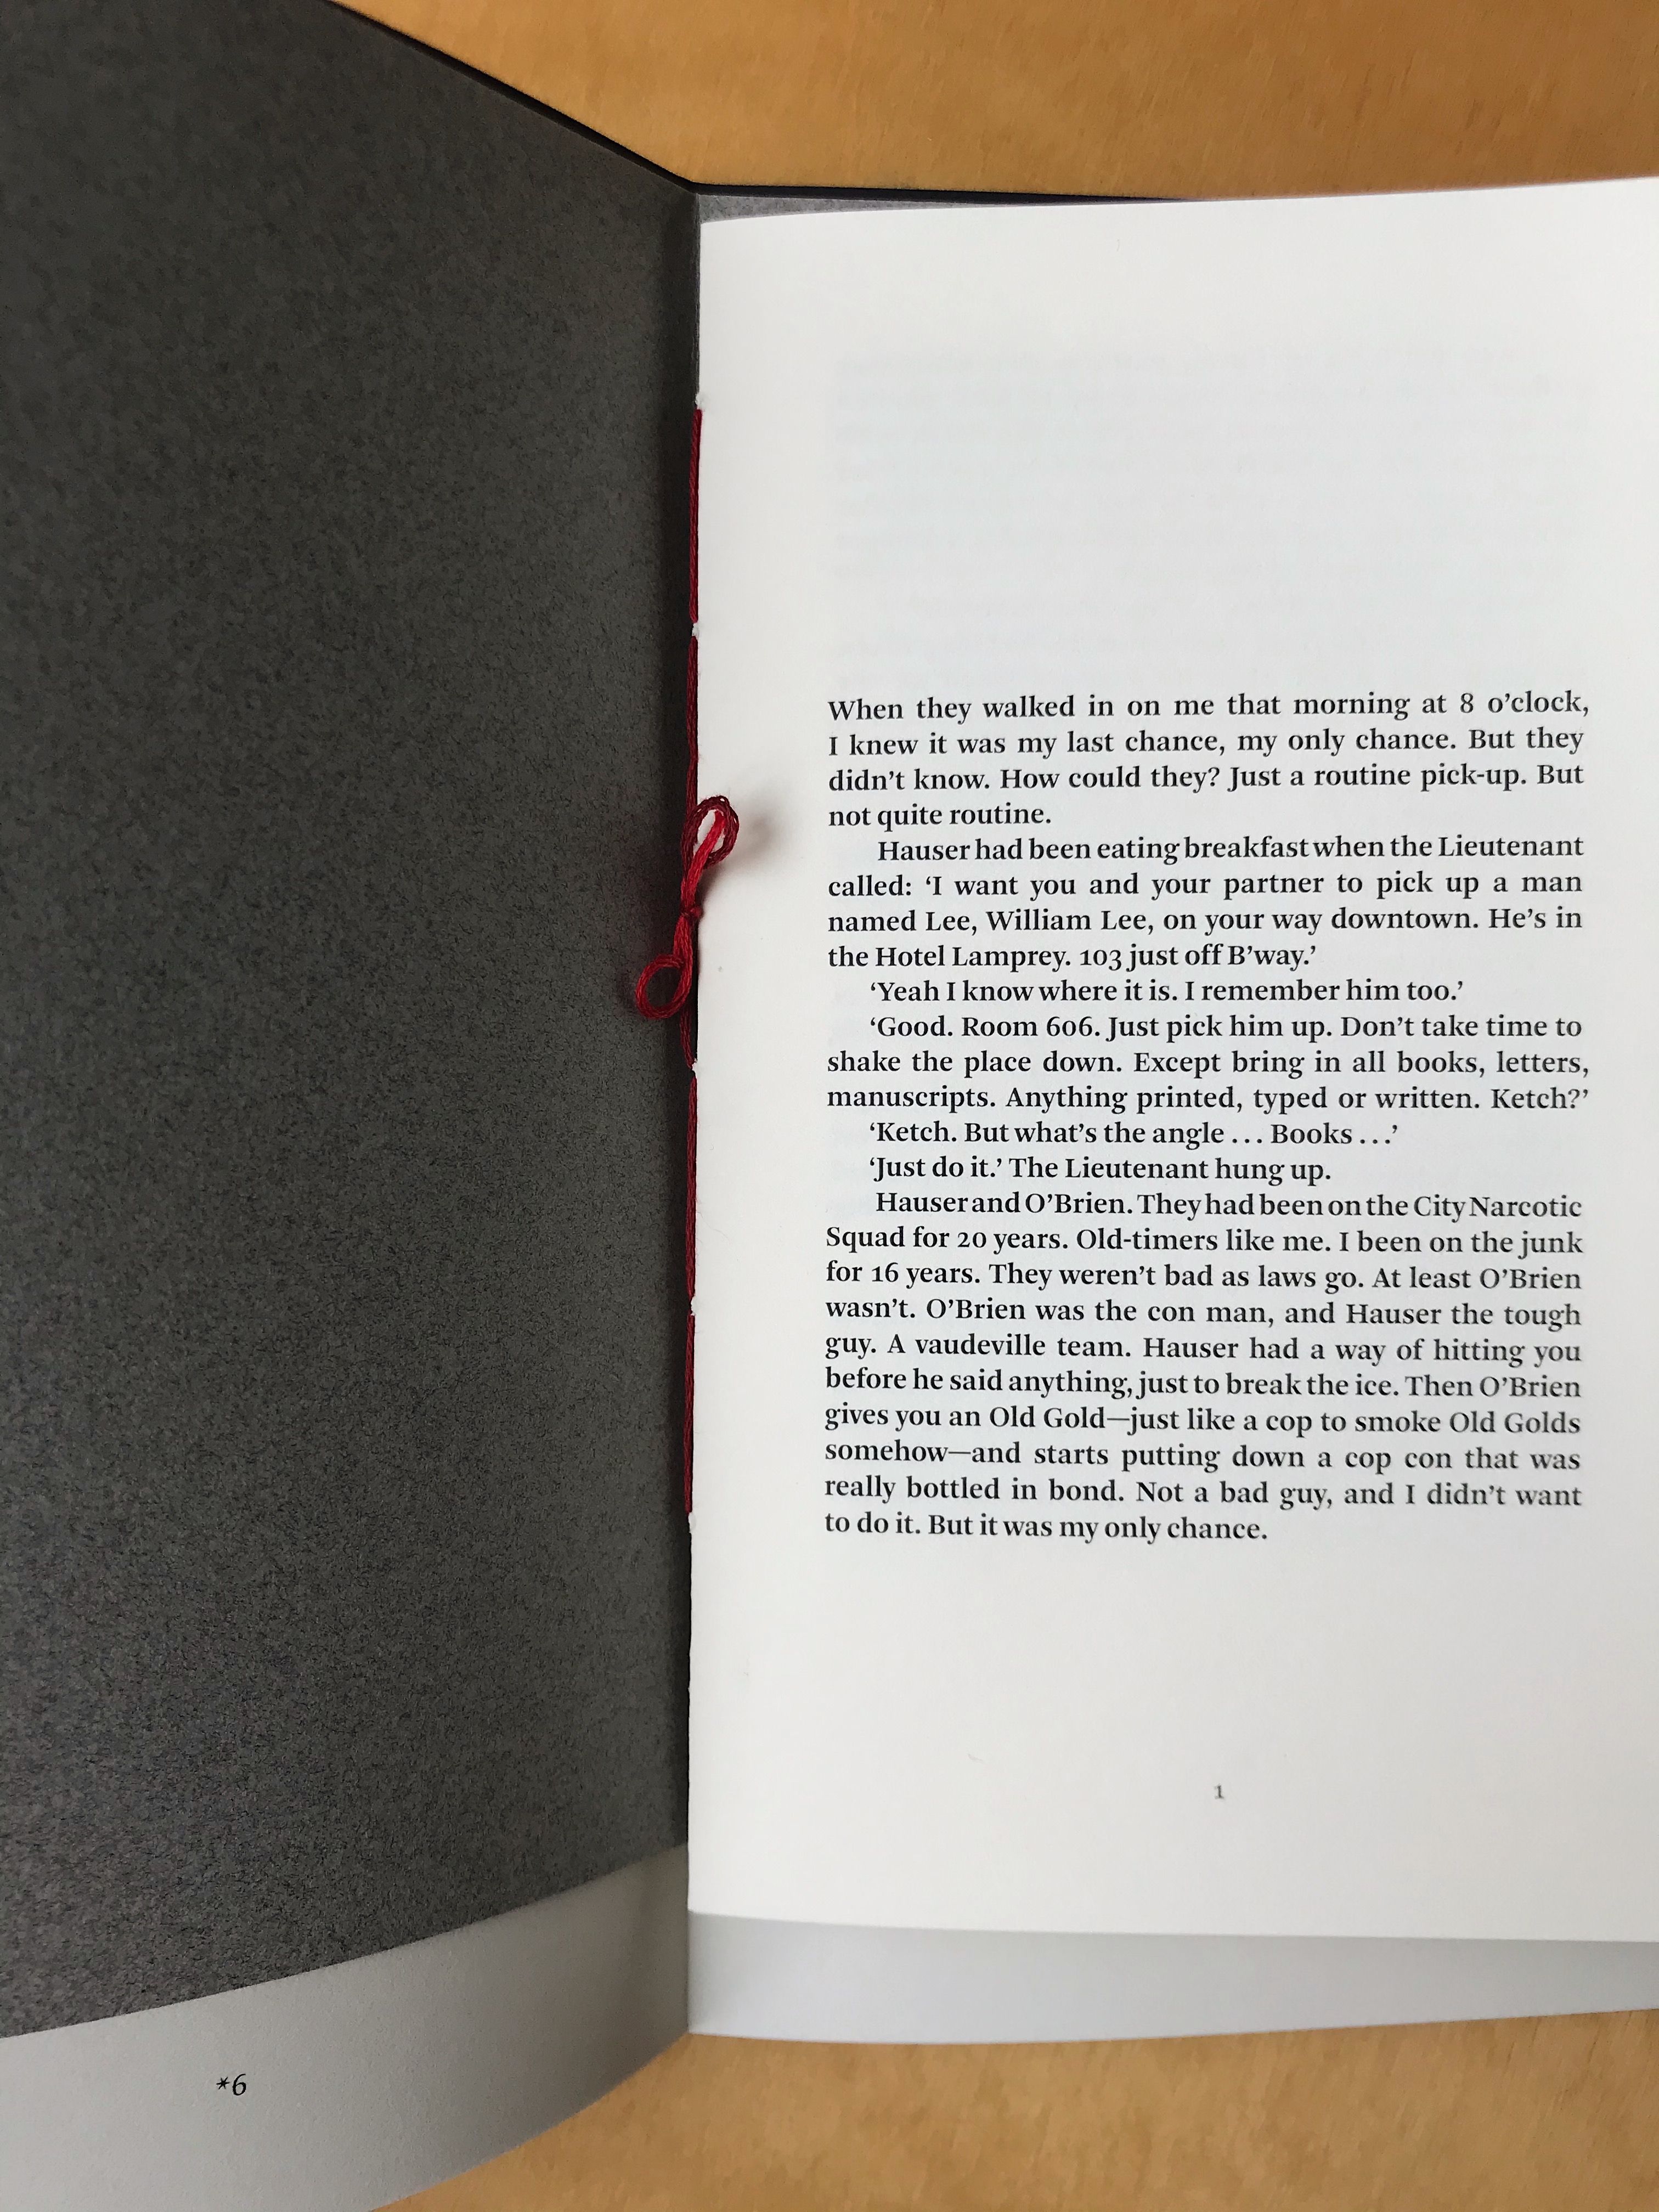 When they walked in on me that morning at 8 o’clock,
I knew it was my last chance, my only chance. But they
didn’t know. How could they? Just a routine pick-up. But
not quite routine.
Hauser had been eating breakfast when the Lieutenant
called: ‘I want you and your partner to pick up a man
named Lee, William Lee, on your way downtown. He’s in
the Hotel Lamprey. 103 just off B’way.’
‘Yeah I know where it is. I remember him too.’
‘Good. Room 606. Just pick him up. Don’t take time to
shake the place down. Except bring in all books, letters,
manuscripts. Anything printed, typed or written. Ketch?’
‘Ketch. But what’s the angle . . . Books . . .’
‘Just do it.’ The Lieutenant hung up.
Hauser and O’Brien. They had been on the City Narcotic
Squad for 20 years. Old-timers like me. I been on the junk
for 16 years. They weren’t bad as laws go. At least O’Brien
wasn’t. O’Brien was the con man, and Hauser the tough
guy. A vaudeville team. Hauser had a way of hitting you
before he said anything, just to break the ice. Then O’Brien
gives you an Old Gold—just like a cop to smoke Old Golds
somehow—and starts putting down a cop con that was
really bottled in bond. Not a bad guy, and I didn’t want
to do it. But it was my only chance.
1
*6